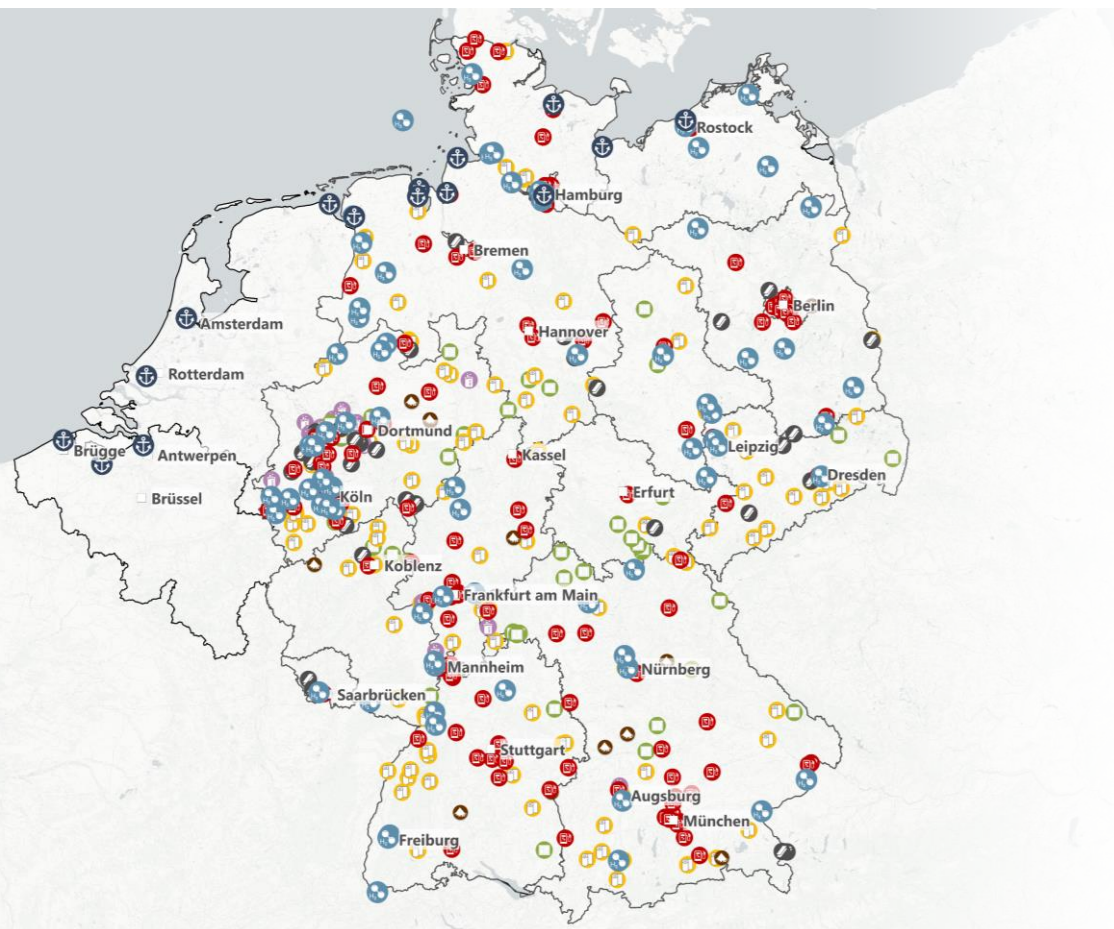 Rostock
Hamburg
Bremen
Berlin
Amsterdam
Hannover
Rotterdam
Dortmund
Brügge
Antwerpen
Leipzig
Kassel
Dresden
Brüssel
Köln
Erfurt
Koblenz
Frankfurt am Main
Mannheim
Nürnberg
Saarbrücken
Stuttgart
Augsburg
München
Freiburg